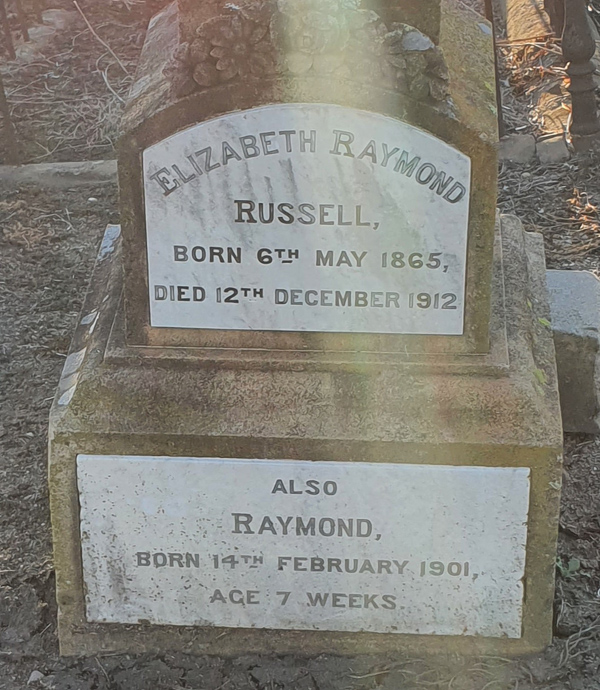 ELIZABETH RAYMOND
RUSSELL,
BORN 6TH MAY 1865,
DIED 12TH DECEMBER 1912
ALSO
RAYMOND,
BORN 14TH FEBRUARY 1901,
AGE 7 WEEKS